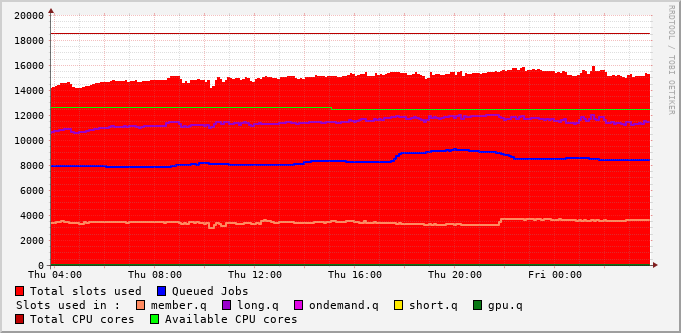 20000
18000
16000
14000
12000
10000
8000
6000
4000
2000
0
Thu 04:00 Thu 08:00 Thu 12:00 Thu 16:00 Thu 20:00 Fri 00:00
RRDTOOL / TOBI OETIKER
Total slots used Queued Jobs
Slots used in : member.q long.q ondemand.q short.q gpu.q
Total CPU cores Available CPU cores